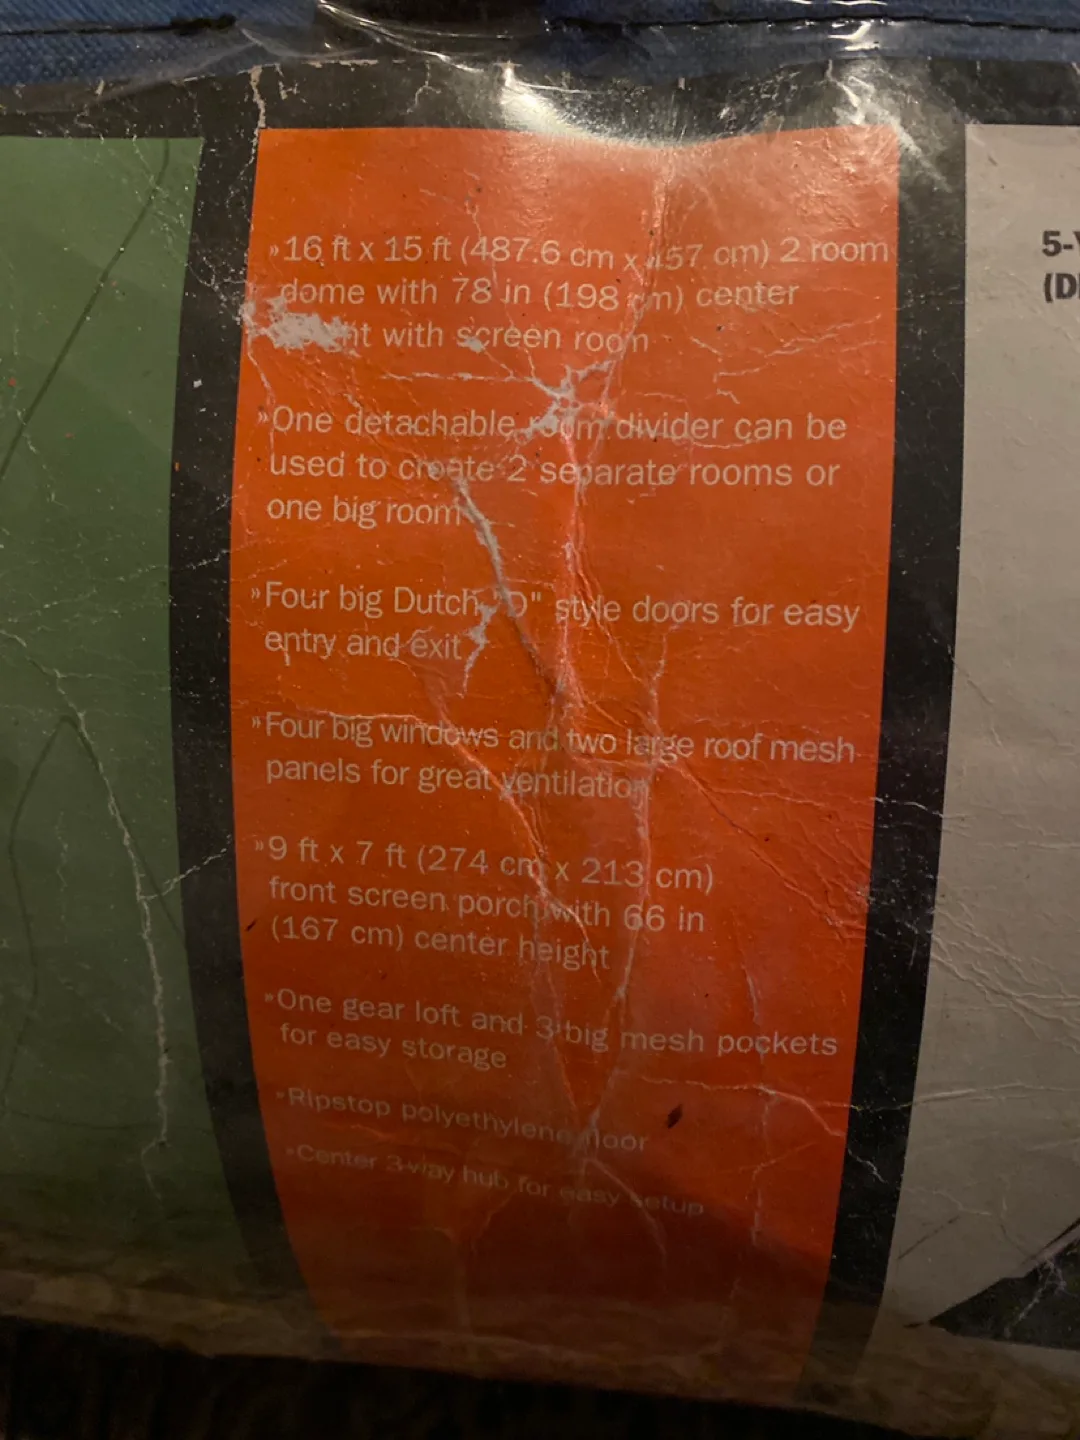 »16 ft x 15 ft (487.6 cm x 457 cm) 2 room
dome with 78 in (198 cm) center
with screen room
»One detachable room divider can be
used to create 2 separate rooms or
one big room
»Four big Dutch "D" style doors for easy
entry and exit
»Four big windows and two large roof mesh
panels for great ventilation
»9 ft x 7 ft (274 cm x 213 cm)
front screen porch with 66 in
(167 cm) center height
»One gear loft and 3 big mesh pockets
for easy storage
»Ripstop polyethylene floor
»Center 3-way hub for easy setup